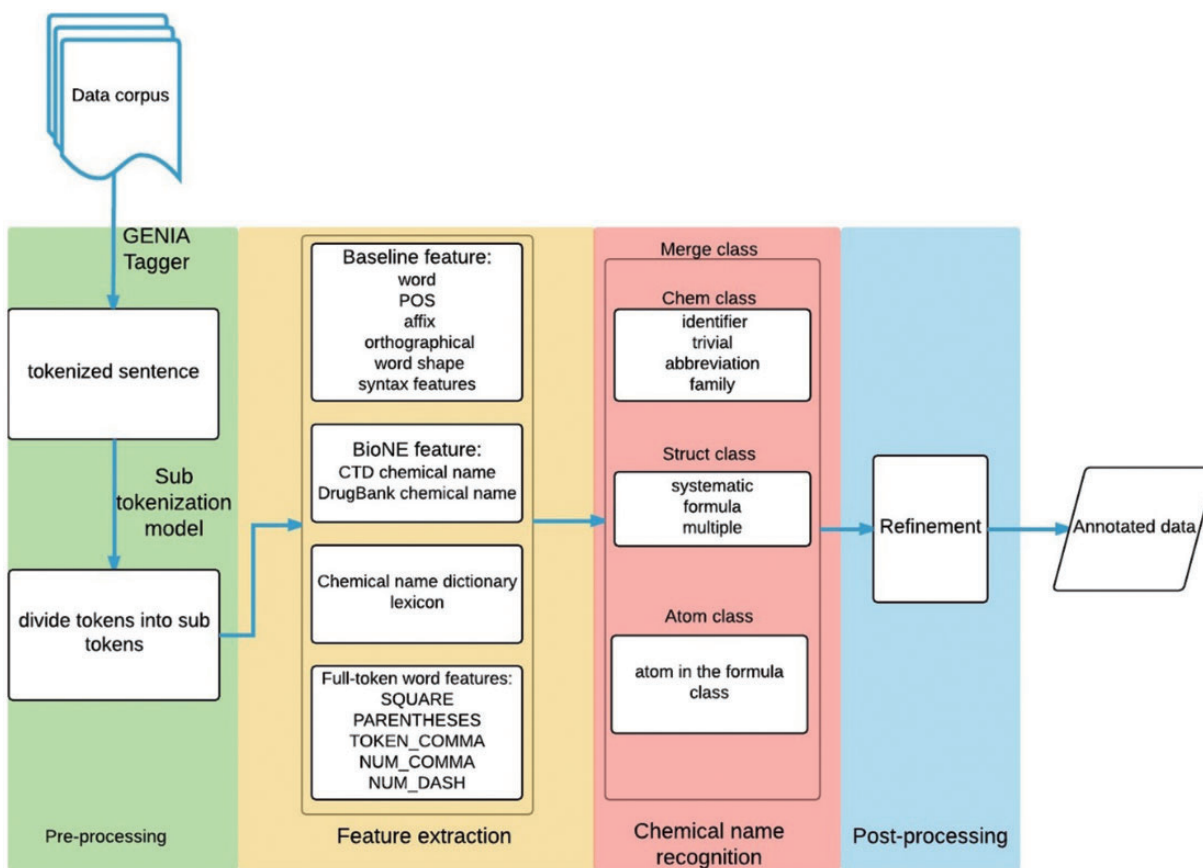 Data corpus
GENIA
Tagger
tokenized sentence
Sub
tokenization
model
divide tokens into sub
tokens
Pre-processing
Baseline feature:
word
POS
affix
orthographical
word shape
syntax features
BioNE feature:
CTD chemical name
DrugBank chemical name
Chemical name dictionary
lexicon
Full-token word features:
SQUARE
PARENTHESES
TOKEN_COMMA
NUM_COMMA
NUM_DASH
Feature extraction
Merge class
Chem class
identifier
trivial
abbreviation
family
Struct class
systematic
formula
multiple
Atom class
atom in the formula
class
Chemical name
recognition
Refinement
Post-processing
Annotated data